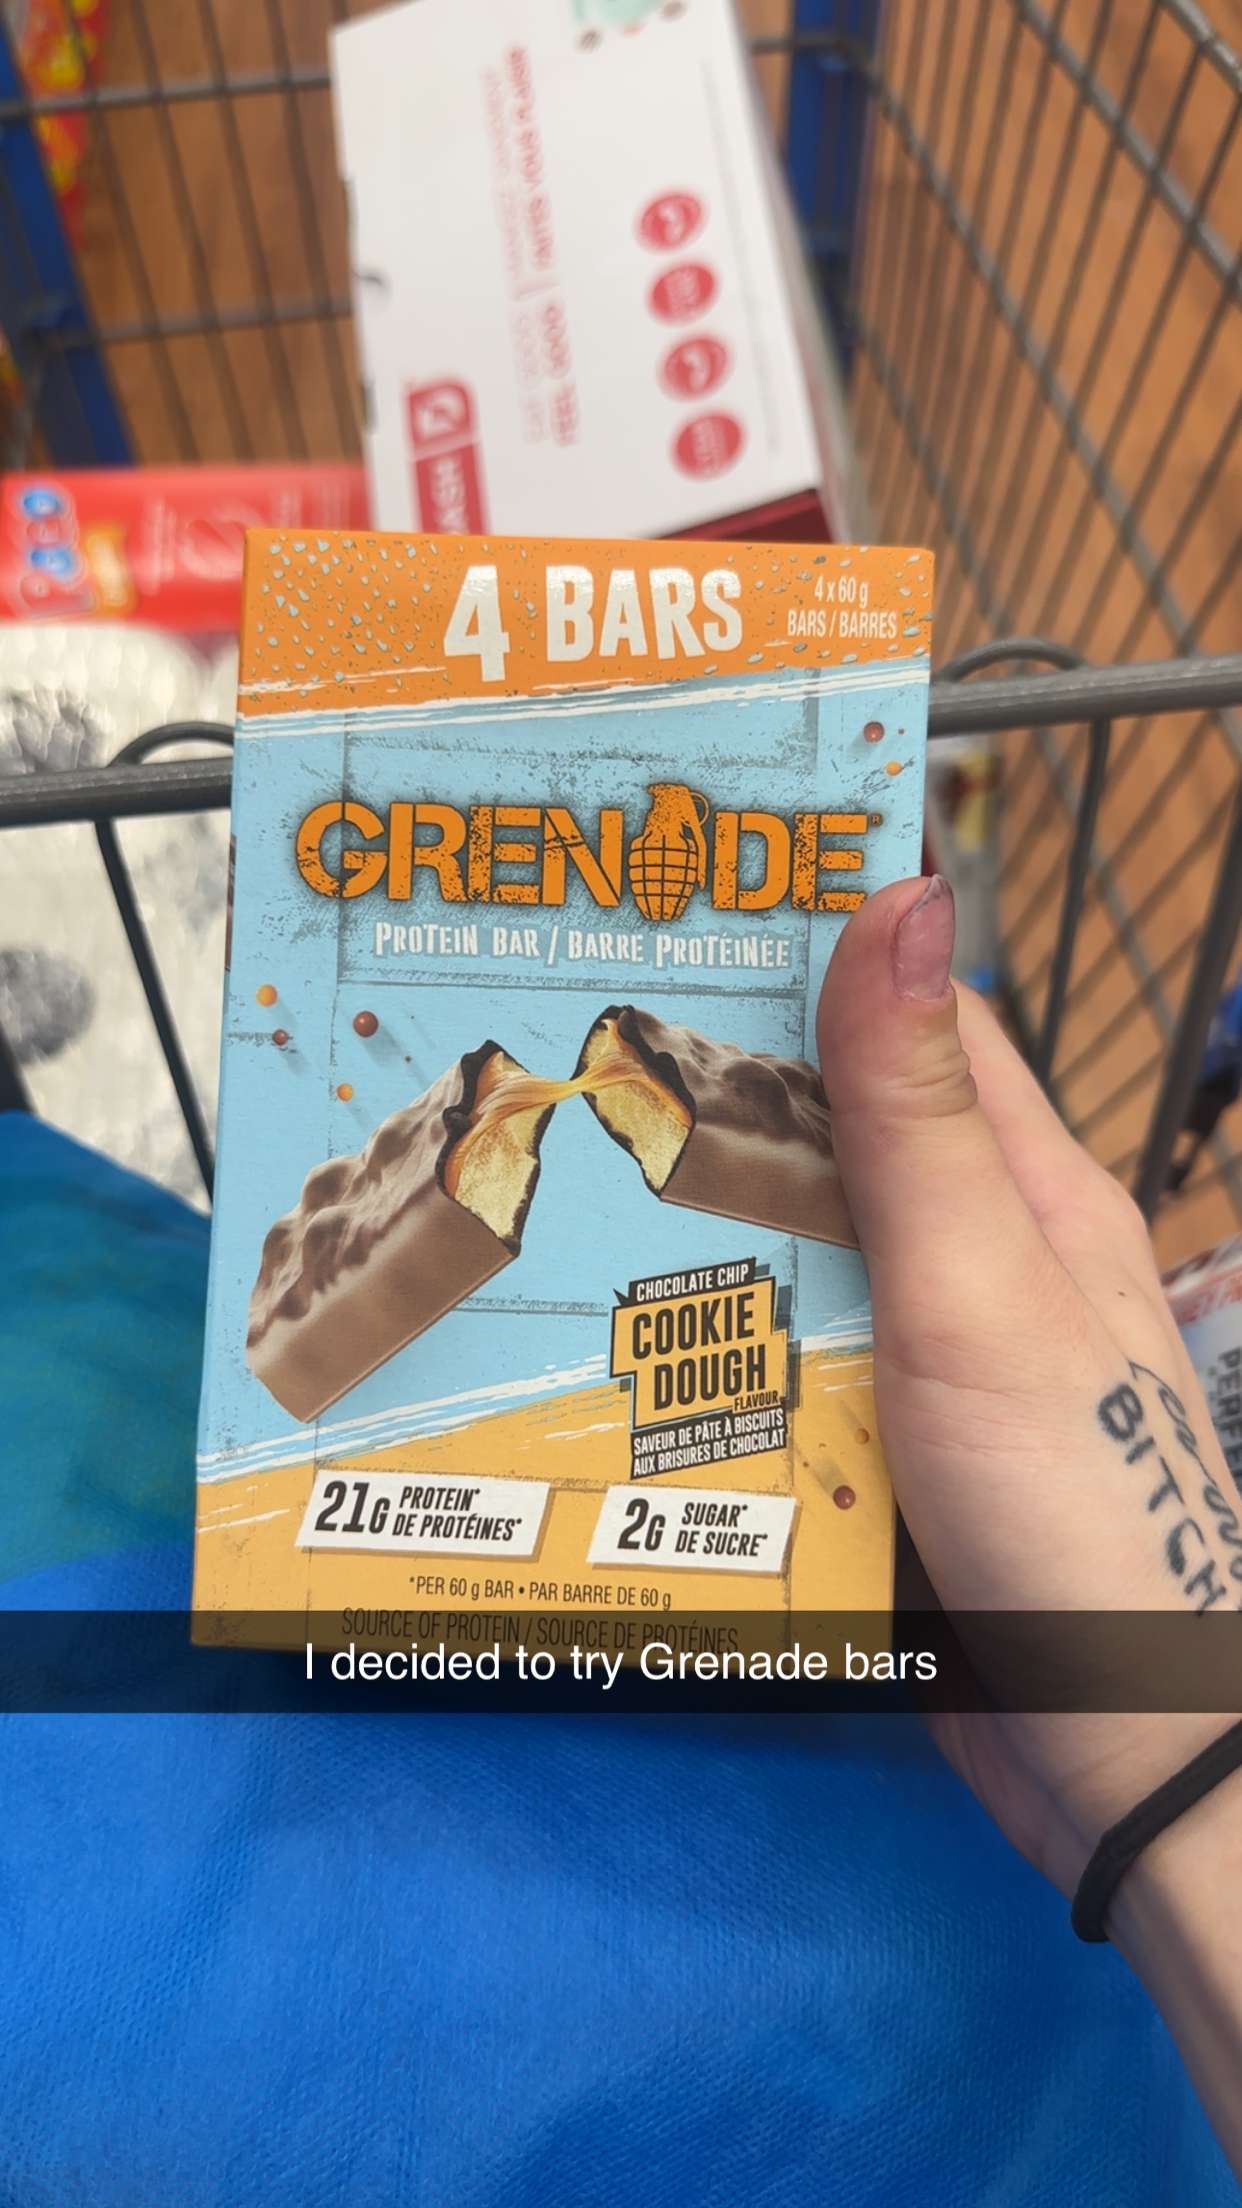 FEEL GOOD
4 BARS
4 x 60 g
BARS / BARRES
GRENADE®
PROTEIN BAR / BARRE PROTÉINÉE
CHOCOLATE CHIP
COOKIE
DOUGH
FLAVOUR
SAVEUR DE PÂTE À BISCUITS
AUX BRISURES DE CHOCOLAT
21G PROTEIN*
DE PROTÉINES*
2G SUGAR*
DE SUCRE*
*PER 60 g BAR • PAR BARRE DE 60 g
SOURCE OF PROTEIN / SOURCE DE PROTÉINES
I decided to try Grenade bars
BITCH